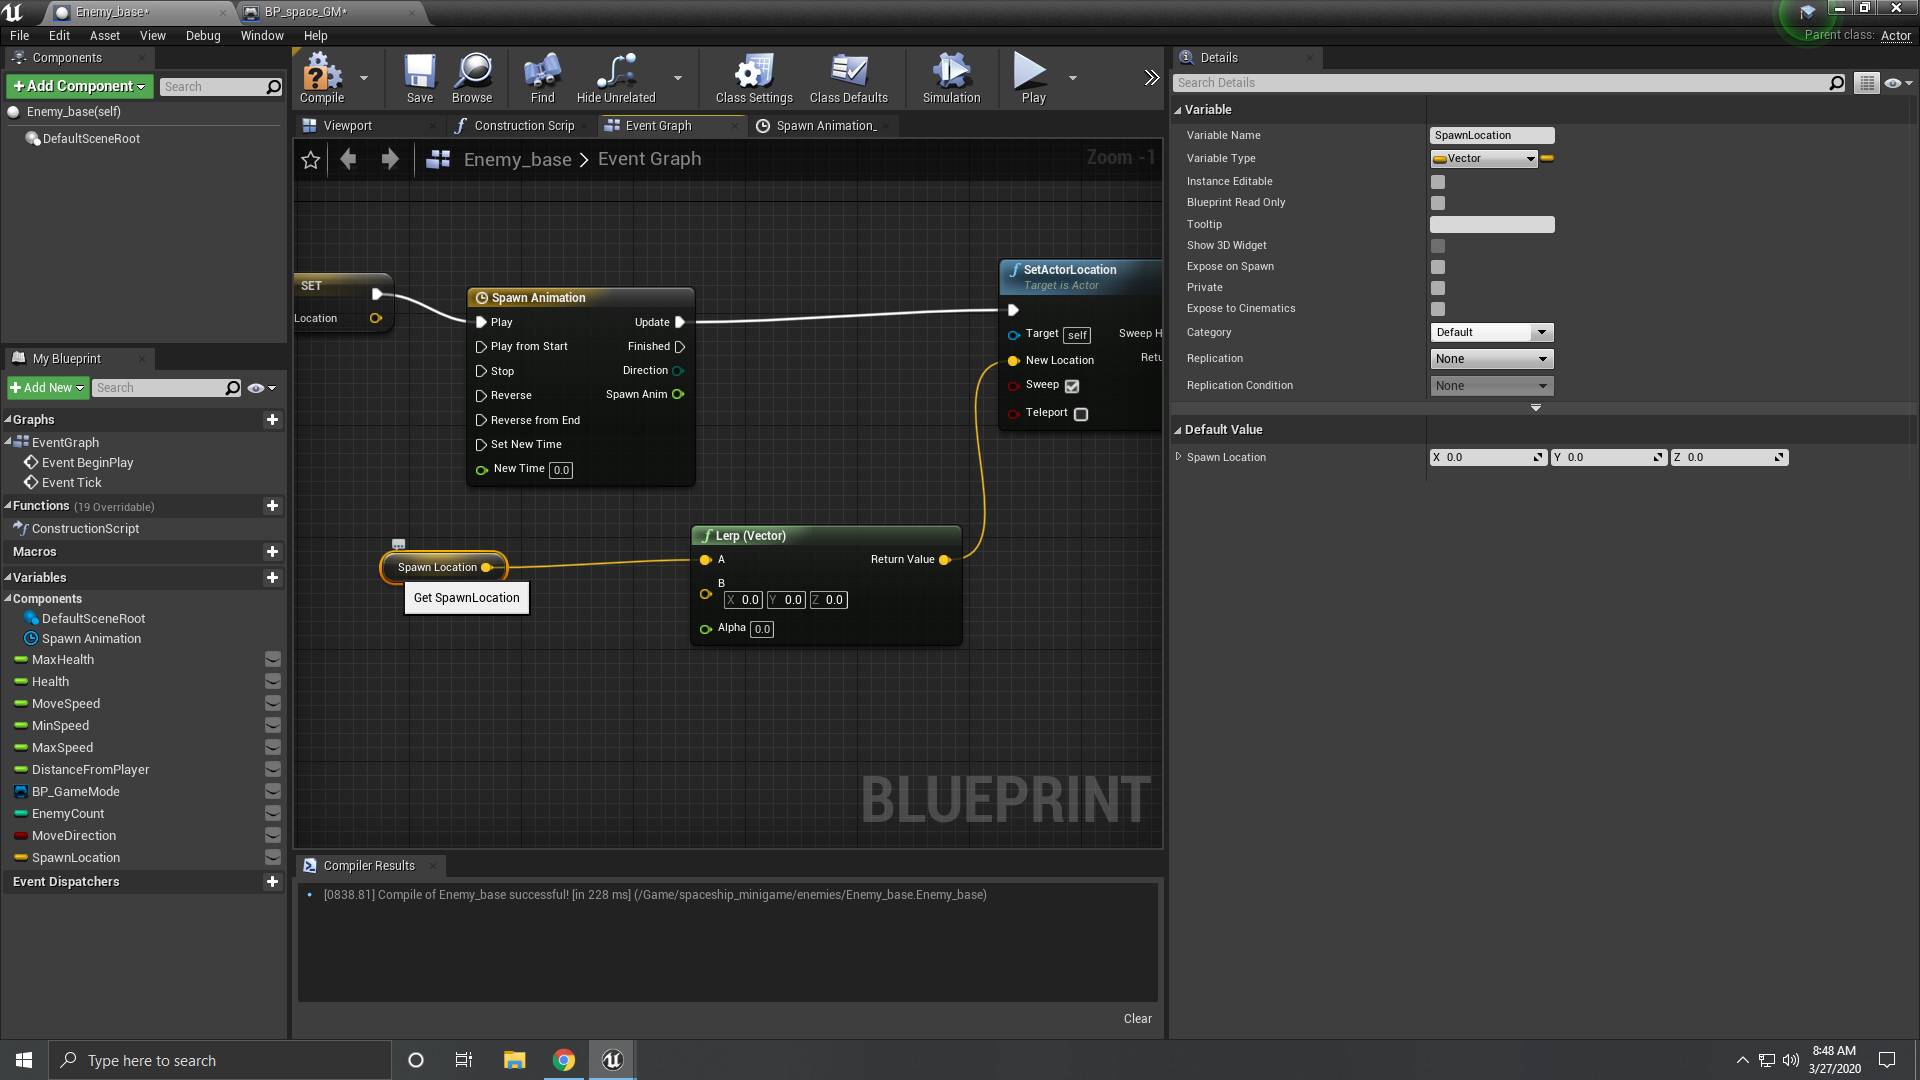 Enemy_base*
BP_space_GM*
File
Edit
Asset
View
Debug
Window
Help
Parent class: Actor
Components
+Add Component
Search
Enemy_base(self)
DefaultSceneRoot
Compile
Save
Browse
Find
Hide Unrelated
Class Settings
Class Defaults
Simulation
Play
Viewport
Construction Scrip
Event Graph
Spawn Animation_
Enemy_base > Event Graph
Zoom -1
SET
Location
Spawn Animation
Play
Update
Play from Start
Finished
Stop
Direction
Reverse
Spawn Anim
Reverse from End
Set New Time
New Time 0.0
SetActorLocation
Target is Actor
Target self
Sweep H
New Location
Retu
Sweep
Teleport
Spawn Location
Get SpawnLocation
Lerp (Vector)
A
Return Value
B
X 0.0 Y 0.0 Z 0.0
Alpha 0.0
BLUEPRINT
My Blueprint
+Add New
Search
Graphs
EventGraph
Event BeginPlay
Event Tick
Functions (19 Overridable)
ConstructionScript
Macros
Variables
Components
DefaultSceneRoot
Spawn Animation
MaxHealth
Health
MoveSpeed
MinSpeed
MaxSpeed
DistanceFromPlayer
BP_GameMode
EnemyCount
MoveDirection
SpawnLocation
Event Dispatchers
Compiler Results
[0838.81] Compile of Enemy_base successful! [in 228 ms] (/Game/spaceship_minigame/enemies/Enemy_base.Enemy_base)
Clear
Details
Search Details
Variable
Variable Name
SpawnLocation
Variable Type
Vector
Instance Editable
Blueprint Read Only
Tooltip
Show 3D Widget
Expose on Spawn
Private
Expose to Cinematics
Category
Default
Replication
None
Replication Condition
None
Default Value
Spawn Location
X 0.0
Y 0.0
Z 0.0
Type here to search
8:48 AM
3/27/2020